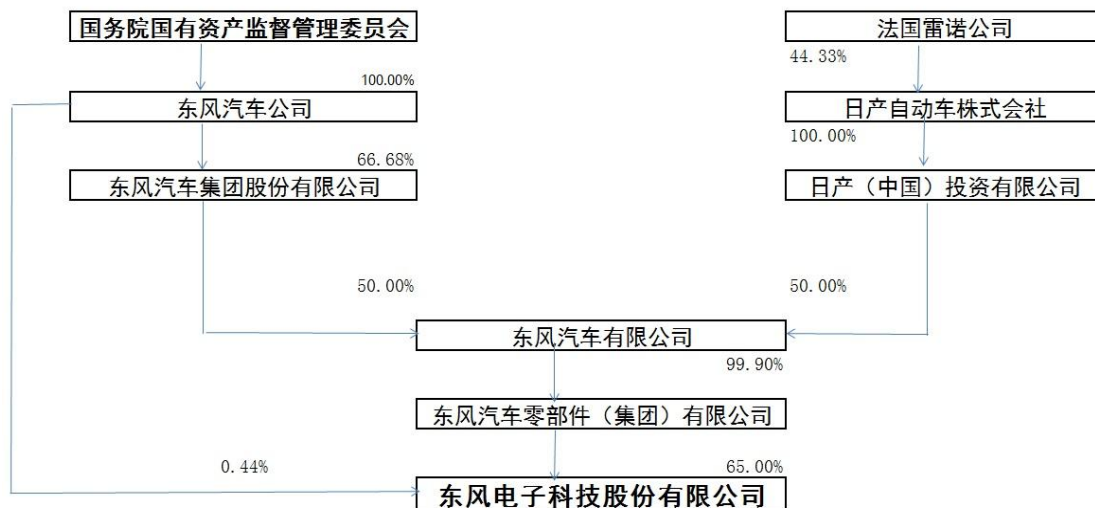 国务院国有资产监督管理委员会
法国雷诺公司
44.33%
100.00%
东风汽车公司
日产自动车株式会社
100.00%
66.68%
东风汽车集团股份有限公司
日产（中国）投资有限公司
50.00%
50.00%
东风汽车有限公司
99.90%
东风汽车零部件（集团）有限公司
0.44%
65.00%
东风电子科技股份有限公司